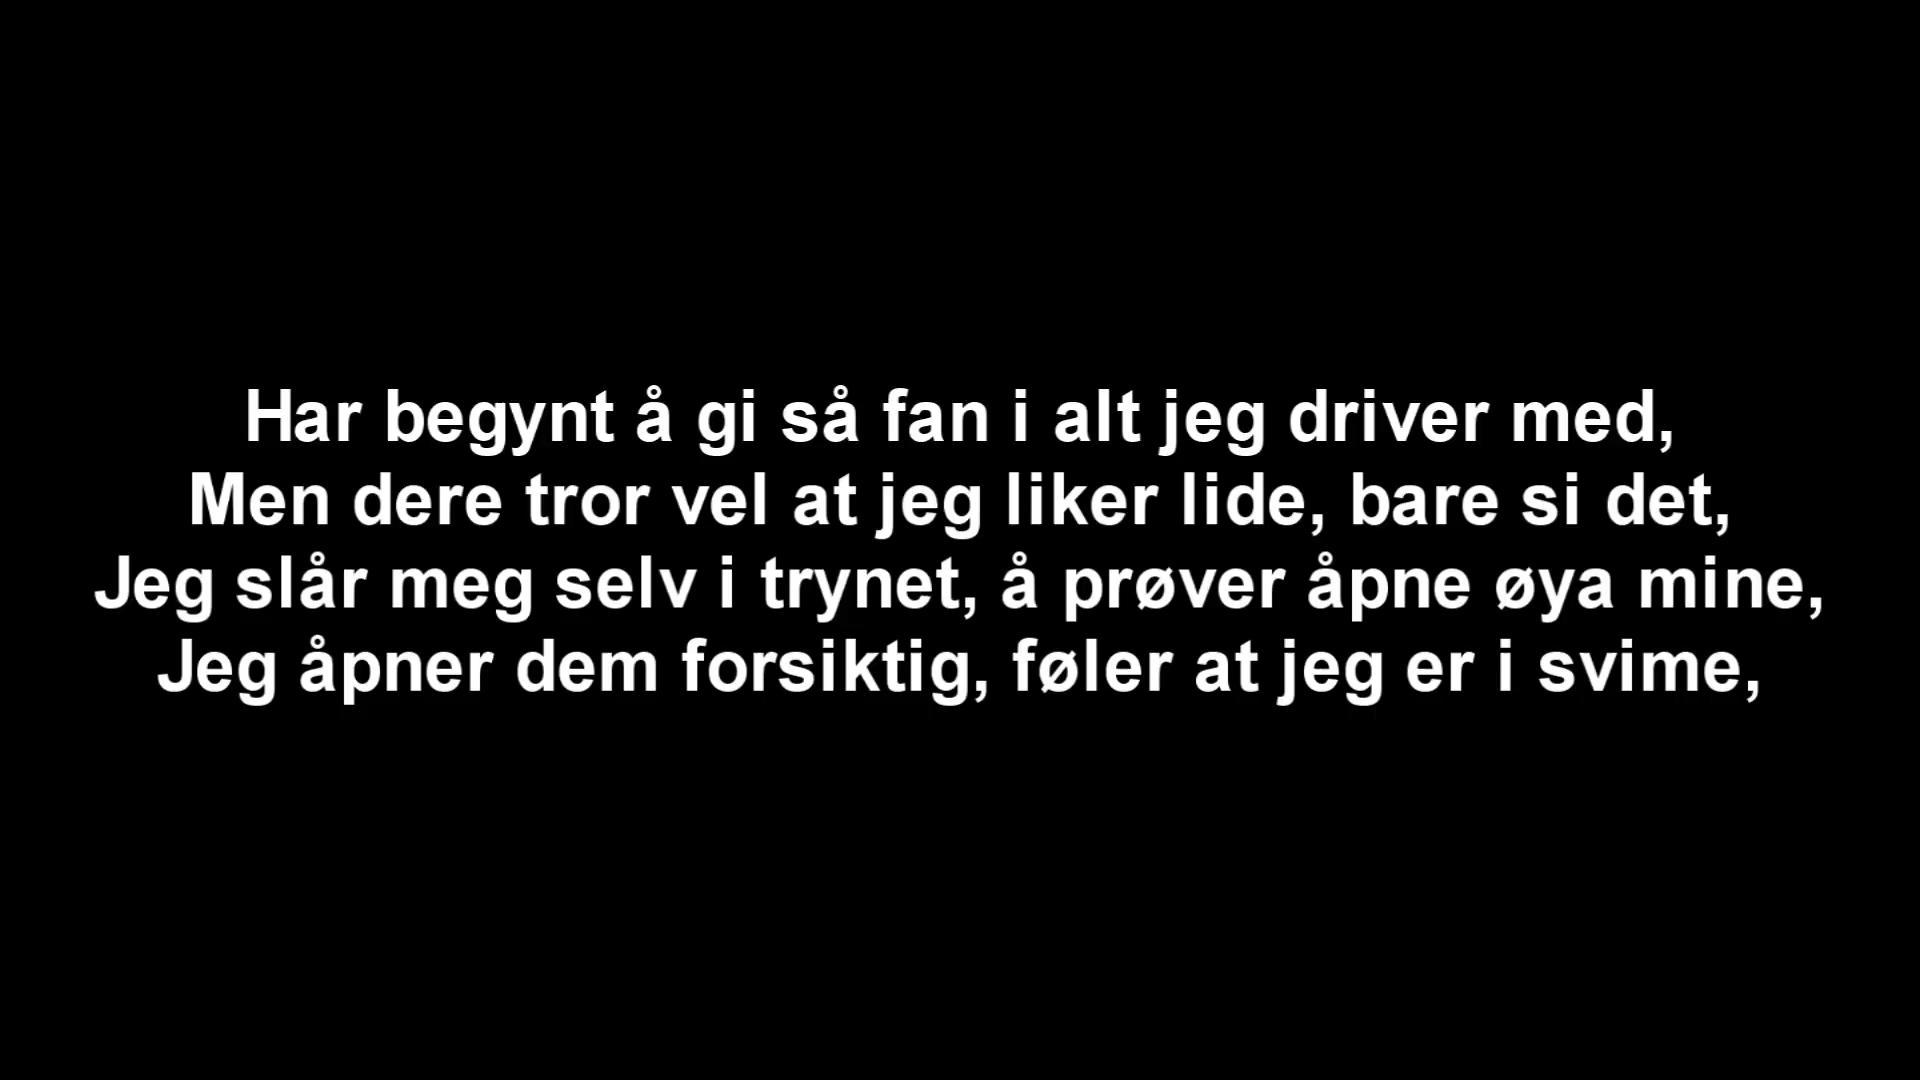 Har begynt å gi så fan i alt jeg driver med,
Men dere tror vel at jeg liker lide, bare si det,
Jeg slår meg selv i trynet, å prøver åpne øya mine,
Jeg åpner dem forsiktig, føler at jeg er i svime,